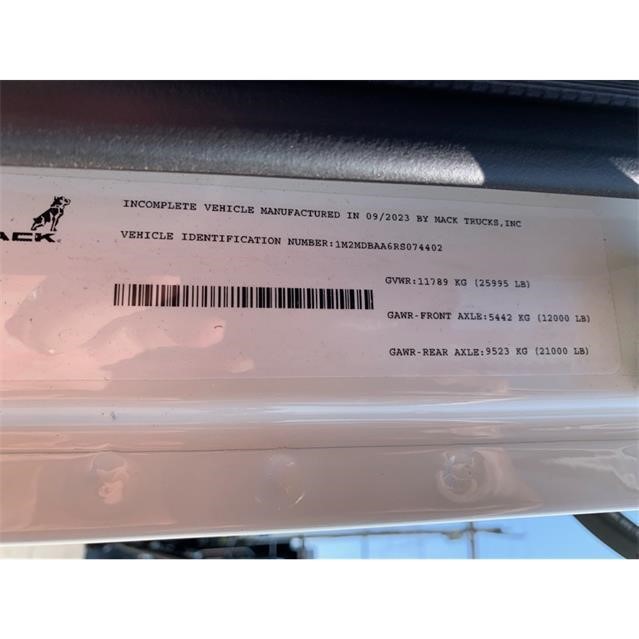 ACK
INCOMPLETE VEHICLE MANUFACTURED IN 09/2023 BY MACK TRUCKS,INC
VEHICLE IDENTIFICATION NUMBER:1M2MDBAA6RS074402
GVWR:11789 KG (25995 LB)
GAWR-FRONT AXLE:5442 KG (12000 LB)
GAWR-REAR AXLE:9523 KG (21000 LB)